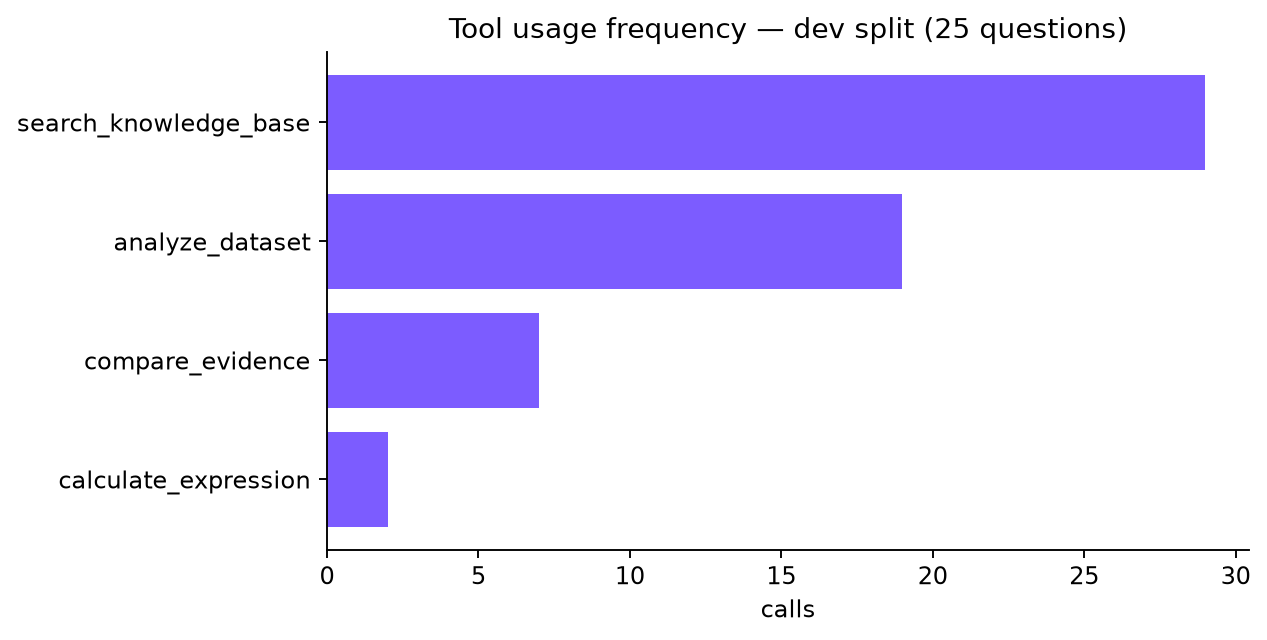 Tool usage frequency — dev split (25 questions)
search_knowledge_base
analyze_dataset
compare_evidence
calculate_expression
0 5 10 15 20 25 30
calls